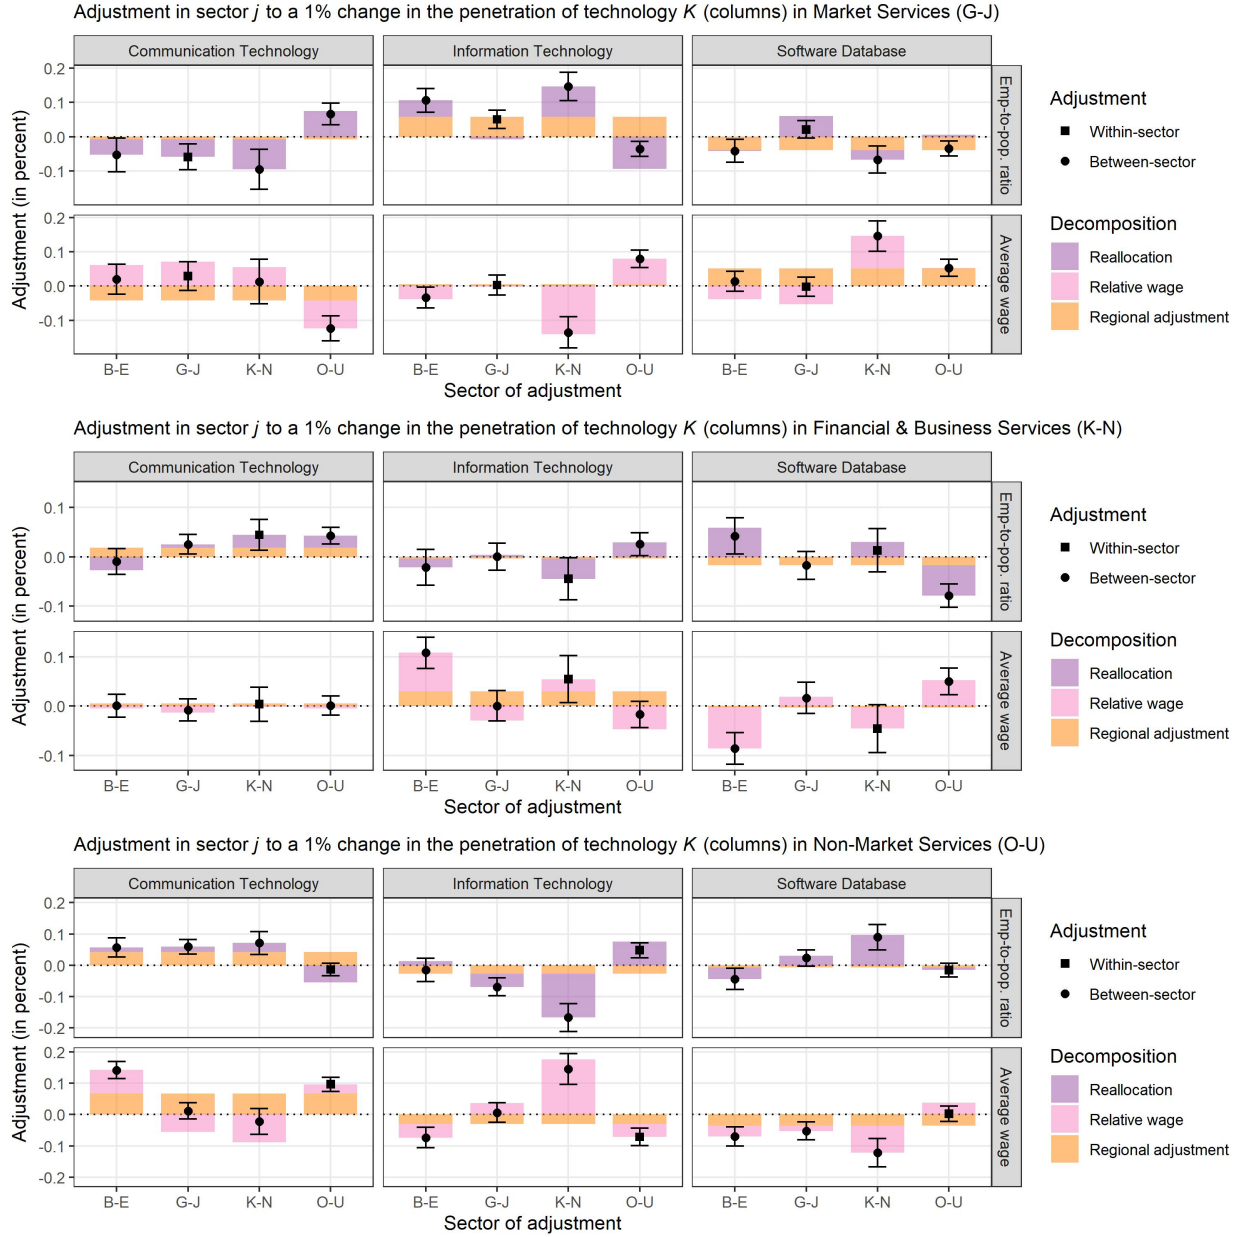 Adjustment in sector j to a 1% change in the penetration of technology K (columns) in Market Services (G-J)
Communication Technology
Information Technology
Software Database
0.2
0.1
0.0
-0.1
Emp-to-pop. ratio
0.2
0.1
0.0
-0.1
Average wage
Adjustment (in percent)
B-E G-J K-N O-U B-E G-J K-N O-U B-E G-J K-N O-U
Sector of adjustment
Adjustment
Within-sector
Between-sector
Decomposition
Reallocation
Relative wage
Regional adjustment
Adjustment in sector j to a 1% change in the penetration of technology K (columns) in Financial & Business Services (K-N)
Communication Technology
Information Technology
Software Database
0.1
0.0
-0.1
Emp-to-pop. ratio
0.1
0.0
-0.1
Average wage
Adjustment (in percent)
B-E G-J K-N O-U B-E G-J K-N O-U B-E G-J K-N O-U
Sector of adjustment
Adjustment
Within-sector
Between-sector
Decomposition
Reallocation
Relative wage
Regional adjustment
Adjustment in sector j to a 1% change in the penetration of technology K (columns) in Non-Market Services (O-U)
Communication Technology
Information Technology
Software Database
0.2
0.1
0.0
-0.1
-0.2
Emp-to-pop. ratio
0.2
0.1
0.0
-0.1
-0.2
Average wage
Adjustment (in percent)
B-E G-J K-N O-U B-E G-J K-N O-U B-E G-J K-N O-U
Sector of adjustment
Adjustment
Within-sector
Between-sector
Decomposition
Reallocation
Relative wage
Regional adjustment